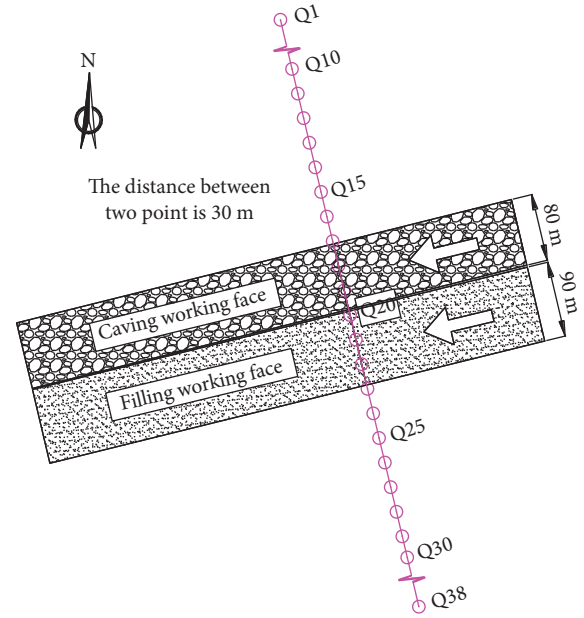 Q1
N
Q10
The distance between
two point is 30 m
Q15
80 m
90 m
Caving working face
Q20
Filling working face
Q25
Q30
Q38